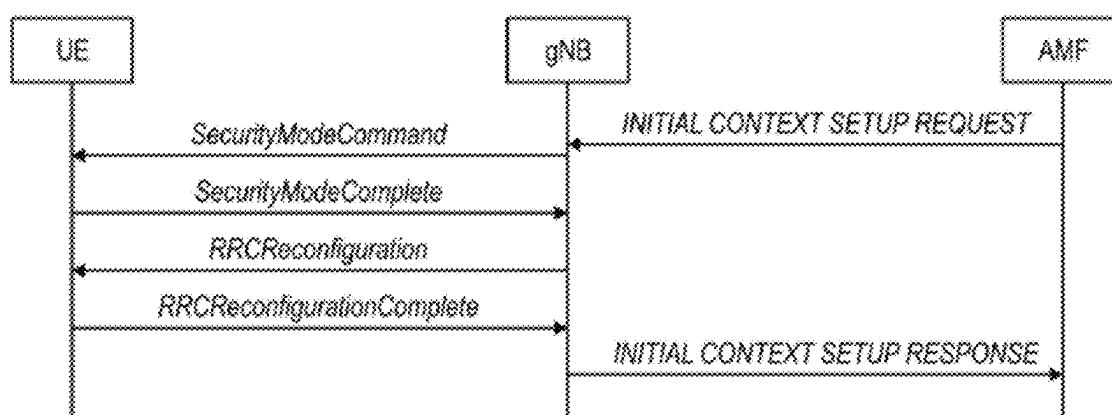 UE
gNB
AMF
INITIAL CONTEXT SETUP REQUEST
SecurityModeCommand
SecurityModeComplete
RRCReconfiguration
RRCReconfigurationComplete
INITIAL CONTEXT SETUP RESPONSE